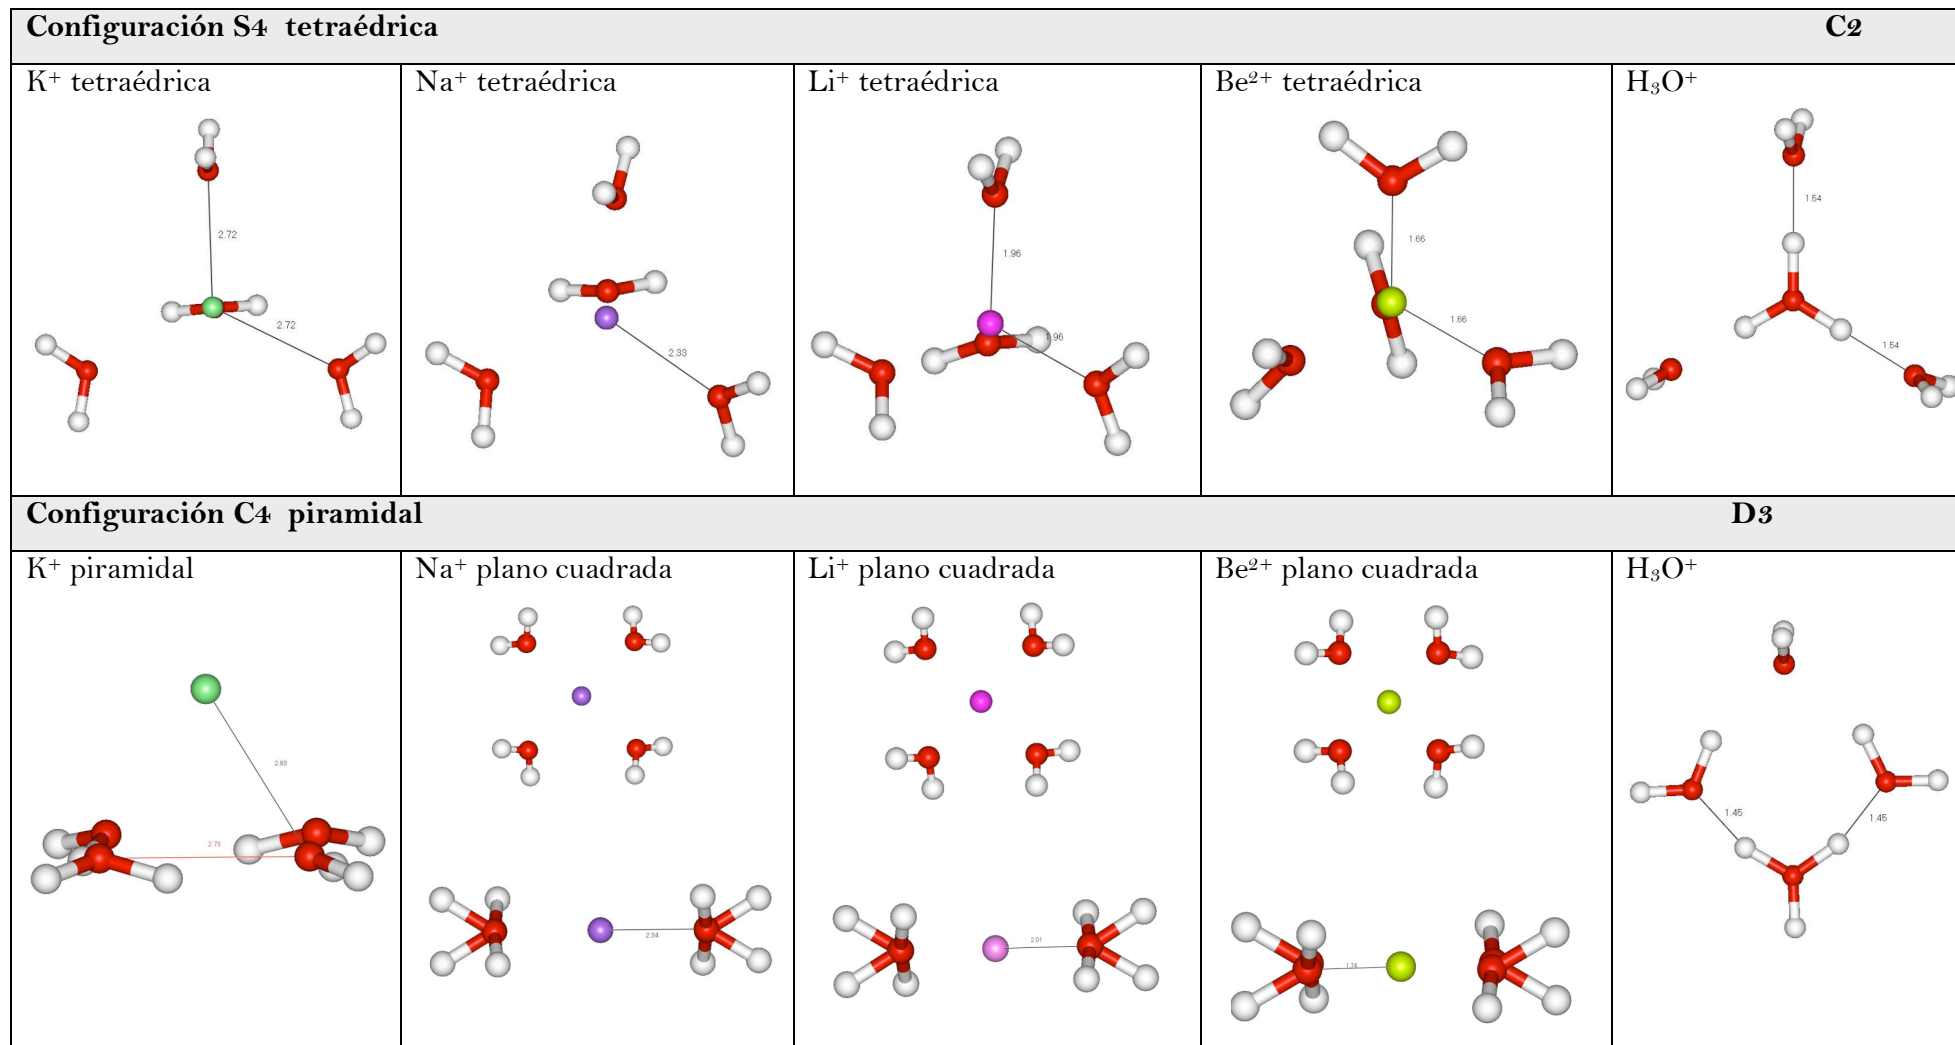 Configuración S4 tetraédrica C2
K⁺ tetraédrica
Na⁺ tetraédrica
Li⁺ tetraédrica
Be²⁺ tetraédrica
H₃O⁺
2.72
2.72
2.33
1.96
1.96
1.66
1.66
1.54
1.54
Configuración C4 piramidal D3
K⁺ piramidal
Na⁺ plano cuadrada
Li⁺ plano cuadrada
Be²⁺ plano cuadrada
H₃O⁺
2.73
2.34
2.01
1.74
1.45
1.45